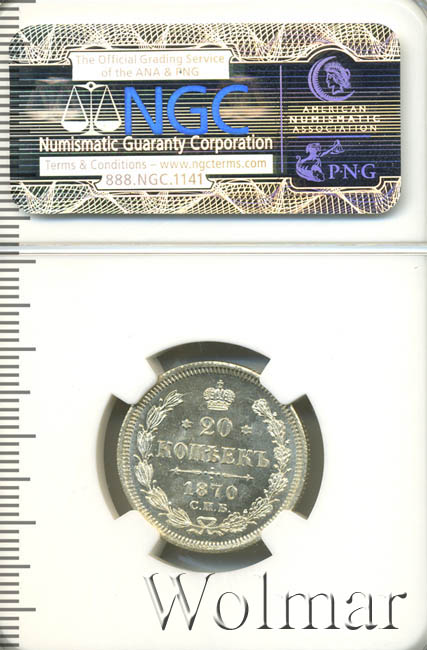 The Official Grading Service
of the ANA & PNG
NGC
Numismatic Guaranty Corporation
Terms & Conditions – www.ngcterms.com
888.NGC.1141
AMERICAN
NUMISMATIC
ASSOCIATION
P·N·G
* 20 *
КОПѢЕКЪ
1870
С.П.Б.
Wolmar